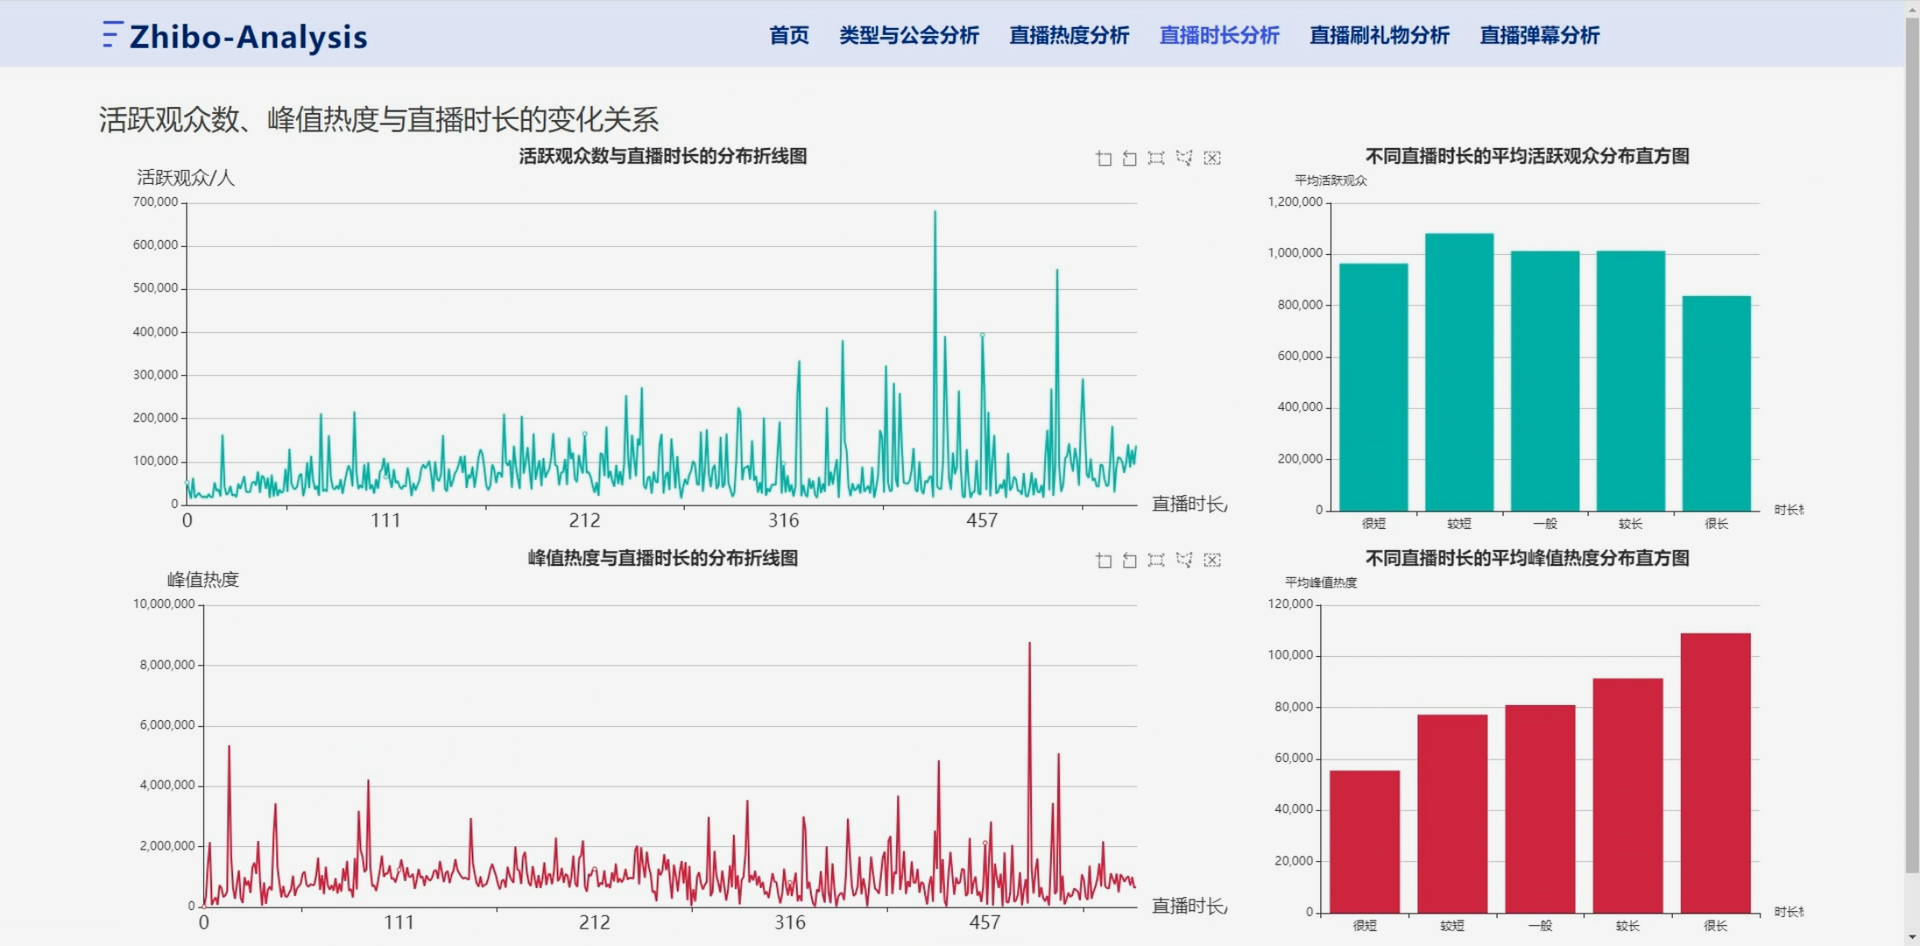 Zhibo-Analysis
首页 类型与公会分析 直播热度分析 直播时长分析 直播刷礼物分析 直播弹幕分析
活跃观众数、峰值热度与直播时长的变化关系
活跃观众数与直播时长的分布折线图
活跃观众/人
700,000
600,000
500,000
400,000
300,000
200,000
100,000
0
0 111 212 316 457
直播时长/
不同直播时长的平均活跃观众分布直方图
平均活跃观众
1,200,000
1,000,000
800,000
600,000
400,000
200,000
0
很短 较短 一般 较长 很长
时长
峰值热度与直播时长的分布折线图
峰值热度
10,000,000
8,000,000
6,000,000
4,000,000
2,000,000
0
0 111 212 316 457
直播时长/
不同直播时长的平均峰值热度分布直方图
平均峰值热度
120,000
100,000
80,000
60,000
40,000
20,000
0
很短 较短 一般 较长 很长
时长